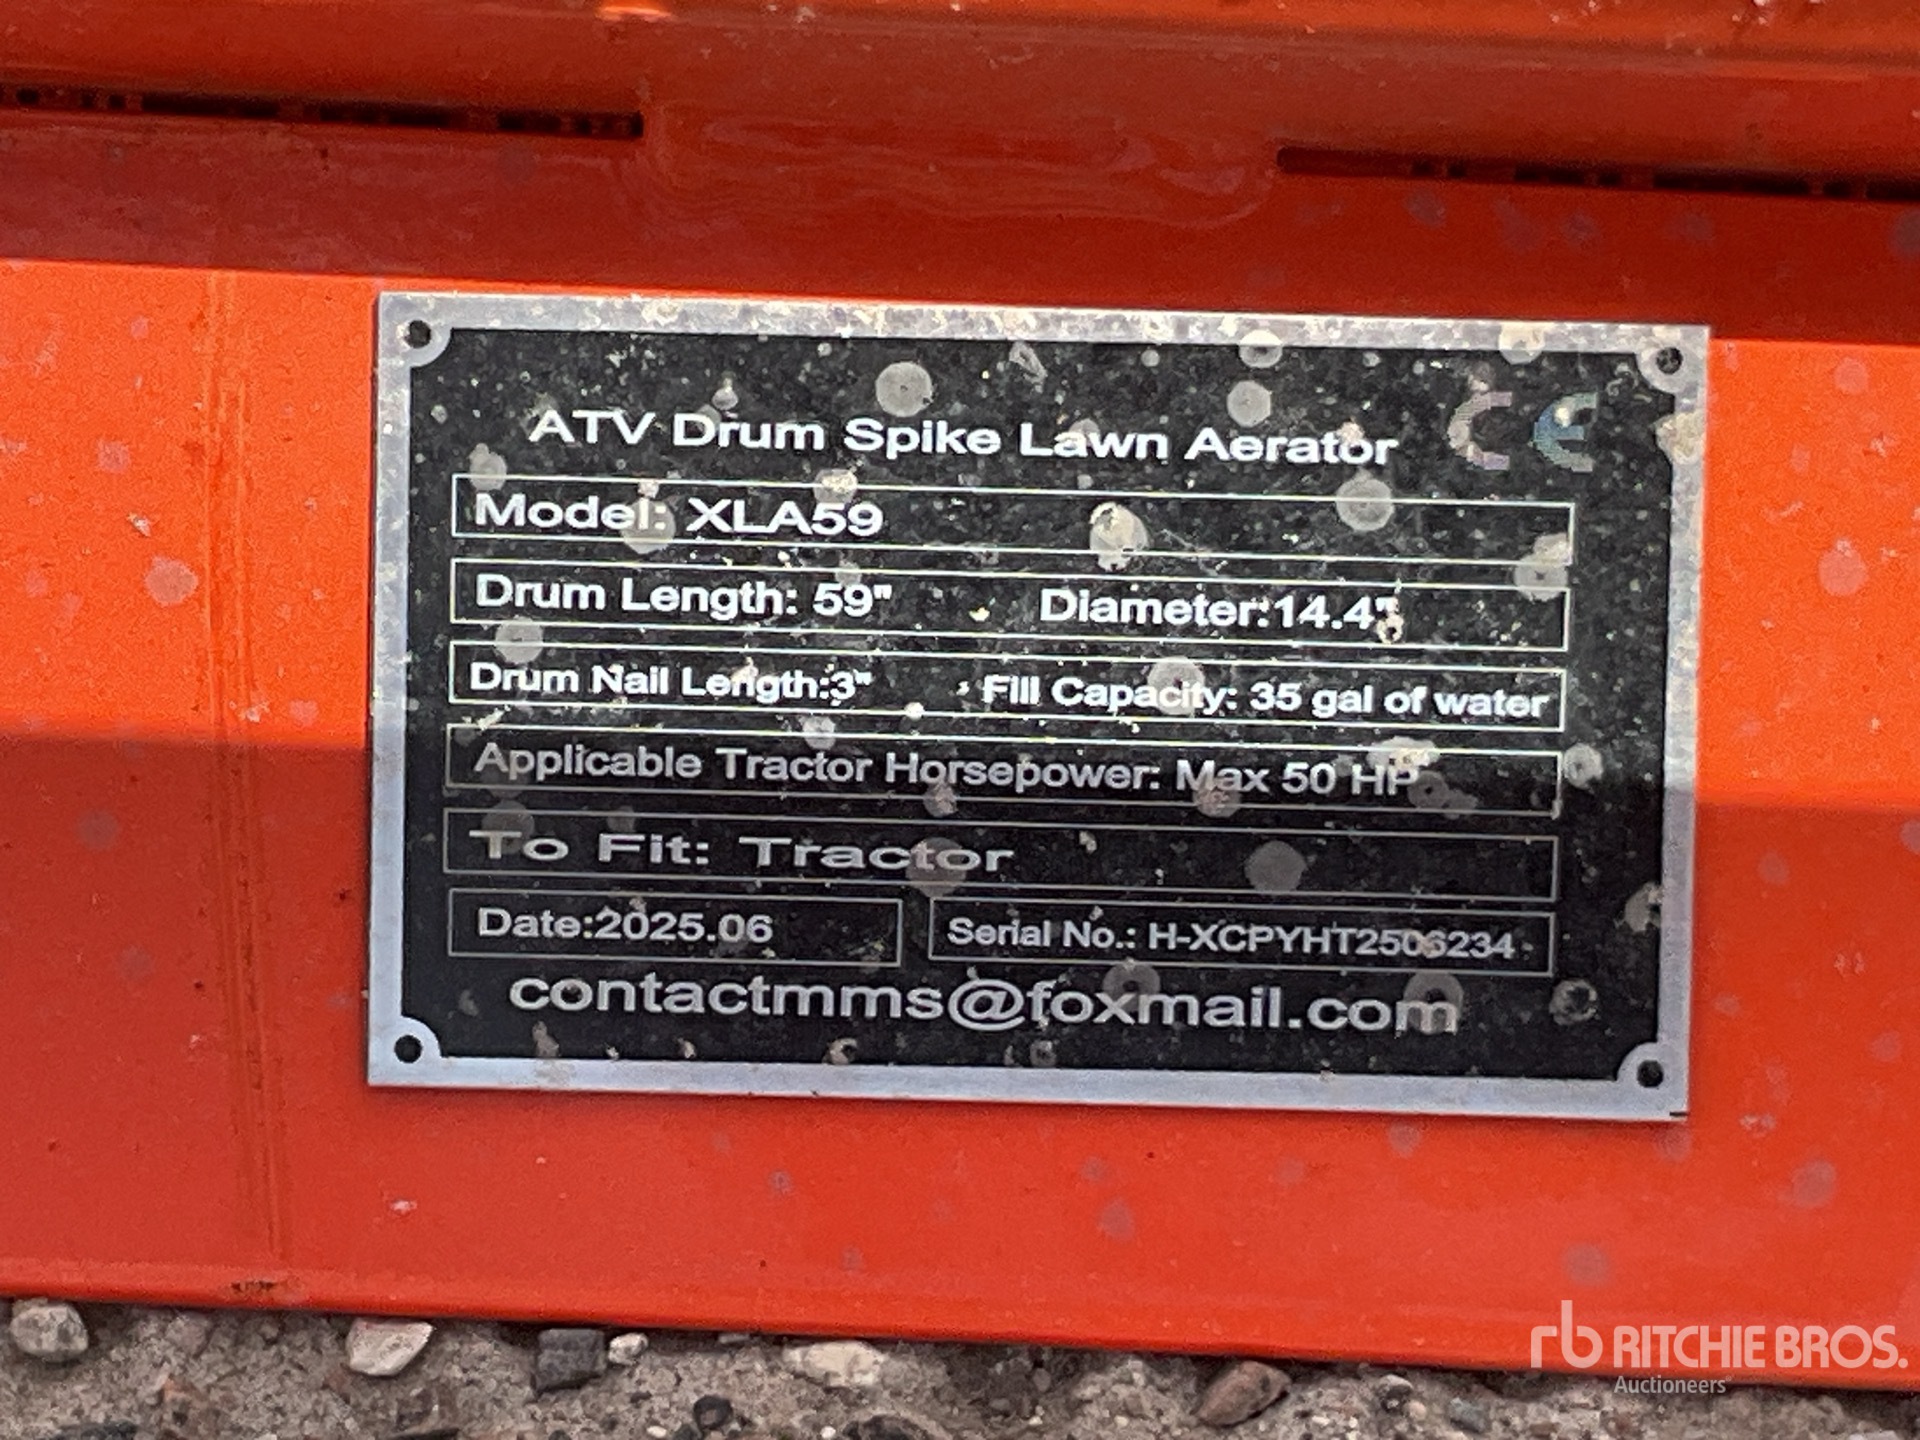 ATV Drum Spike Lawn Aerator CE
Model: XLA59
Drum Length: 59" Diameter:14.4"
Drum Nail Length:3" Fill Capacity: 35 gal of water
Applicable Tractor Horsepower: Max 50 HP
To Fit: Tractor
Date:2025.06 Serial No.: H-XCPYHT2506234
contactmms@foxmail.com
rb RITCHIE BROS.
Auctioneers